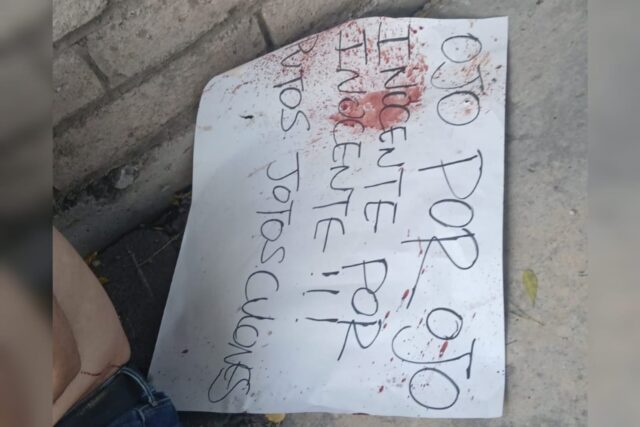 OJO POR OJO
INOCENTE POR
INOCENTE !!!
PUTOS JOTOS CULONES